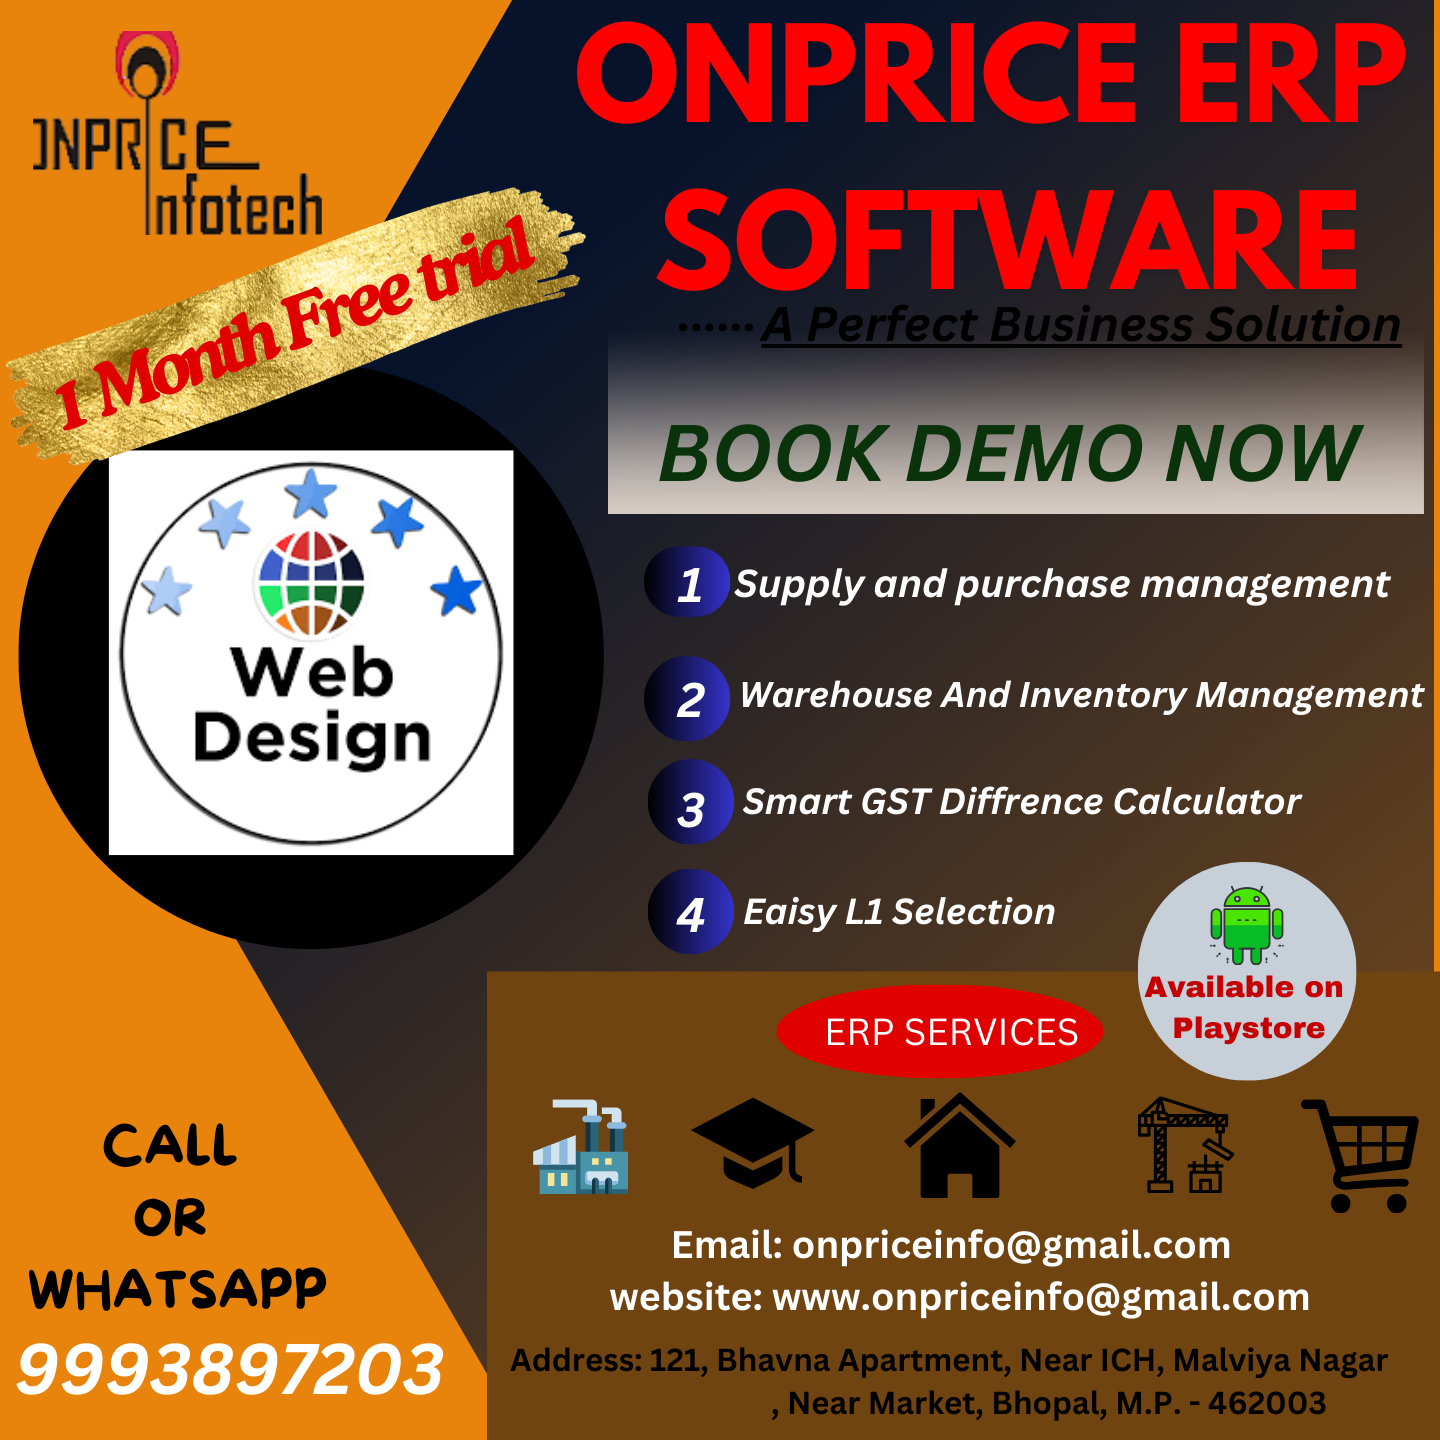 ONPRICE
Infotech
ONPRICE ERP
SOFTWARE
...... A Perfect Business Solution
1 Month Free trial
BOOK DEMO NOW
Web
Design
1 Supply and purchase management
2 Warehouse And Inventory Management
3 Smart GST Diffrence Calculator
4 Eaisy L1 Selection
Available on
Playstore
ERP SERVICES
CALL
OR
WHATSAPP
9993897203
Email: onpriceinfo@gmail.com
website: www.onpriceinfo@gmail.com
Address: 121, Bhavna Apartment, Near ICH, Malviya Nagar
, Near Market, Bhopal, M.P. - 462003